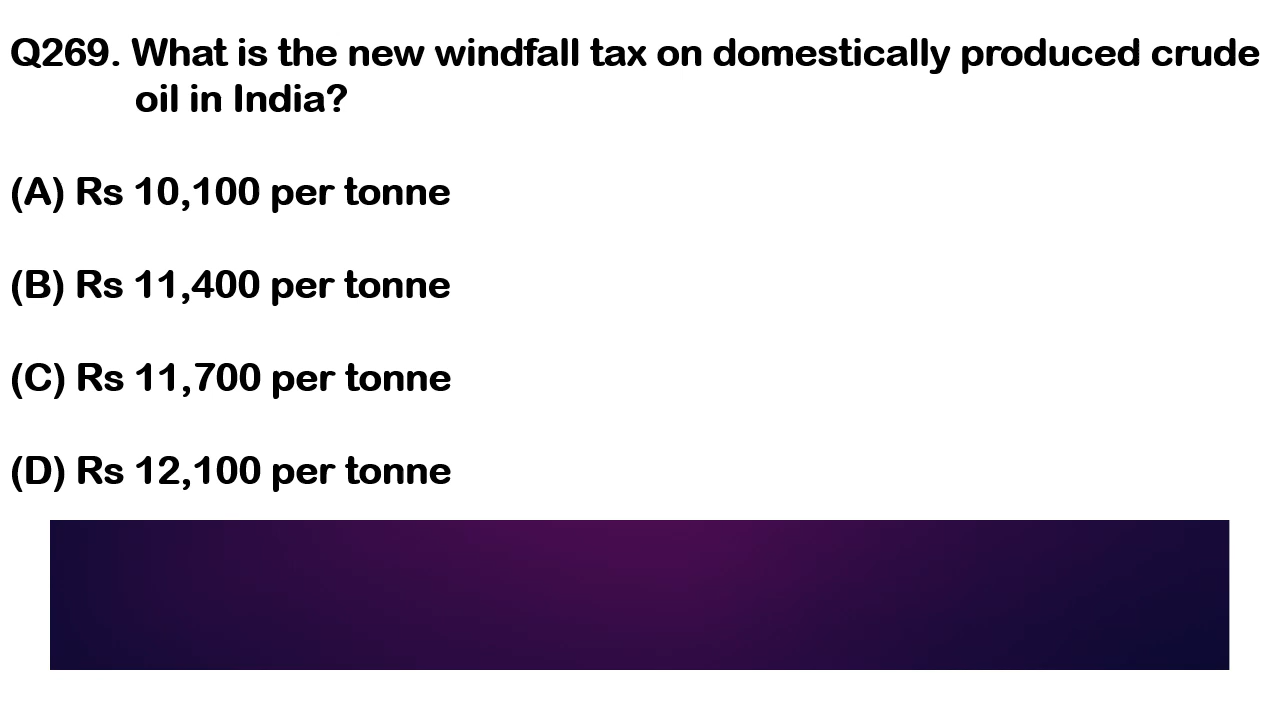 Q269. What is the new windfall tax on domestically produced crude
oil in India?
(A) Rs 10,100 per tonne
(B) Rs 11,400 per tonne
(C) Rs 11,700 per tonne
(D) Rs 12,100 per tonne